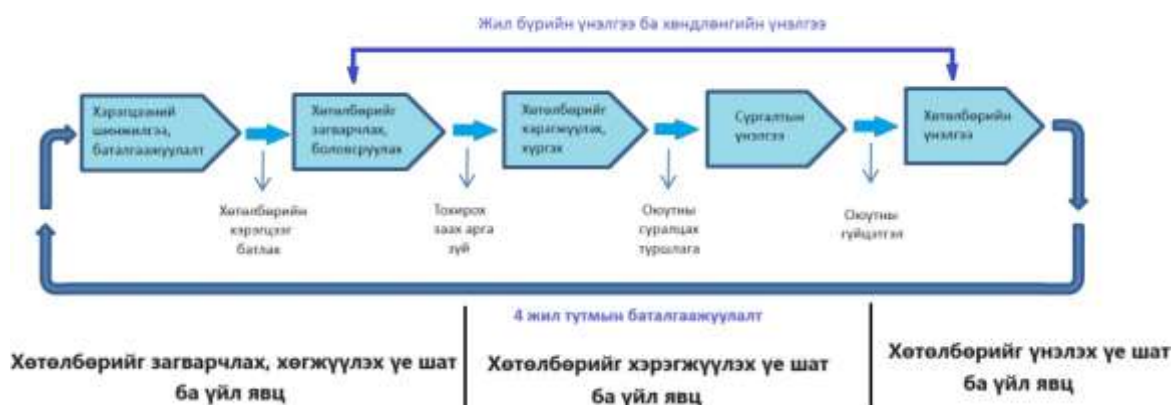 Жил бүрийн үнэлгээ ба хөндлөнгийн үнэлгээ
Хэрэгцээний
шинжилгээ,
баталгаажуулалт
Хөтөлбөрийг
загварчлах,
боловсруулах
Хөтөлбөрийг
хэрэгжүүлэх,
хүргэх
Сургалтын
үнэлгээ
Хөтөлбөрийн
үнэлгээ
Хөтөлбөрийн
хэрэгцээг
батлах
Тохирох
заах арга
зүй
Оюутны
суралцах
туршлага
Оюутны
гүйцэтгэл
4 жил тутмын баталгаажуулалт
Хөтөлбөрийг загварчлах, хөгжүүлэх үе шат
ба үйл явц
Хөтөлбөрийг хэрэгжүүлэх үе шат
ба үйл явц
Хөтөлбөрийг үнэлэх үе шат
ба үйл явц